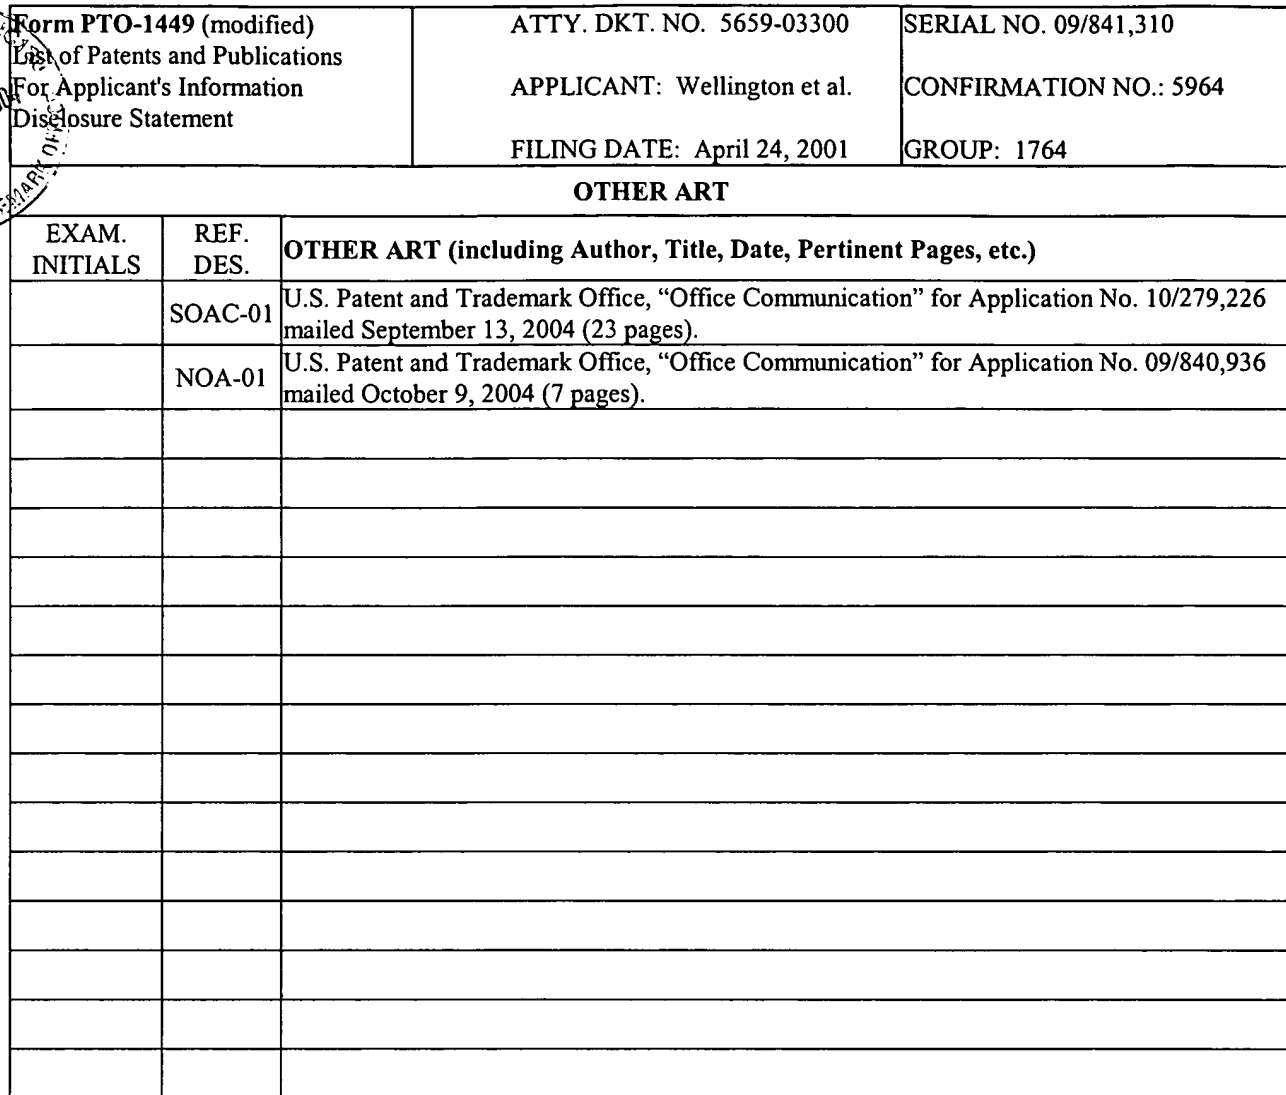 Form PTO-1449 (modified)
List of Patents and Publications
For Applicant's Information
Disclosure Statement
ATTY. DKT. NO. 5659-03300
APPLICANT: Wellington et al.
FILING DATE: April 24, 2001
SERIAL NO. 09/841,310
CONFIRMATION NO.: 5964
GROUP: 1764
OTHER ART
EXAM.
INITIALS
REF.
DES.
OTHER ART (including Author, Title, Date, Pertinent Pages, etc.)
SOAC-01
U.S. Patent and Trademark Office, “Office Communication” for Application No. 10/279,226
mailed September 13, 2004 (23 pages).
NOA-01
U.S. Patent and Trademark Office, “Office Communication” for Application No. 09/840,936
mailed October 9, 2004 (7 pages).